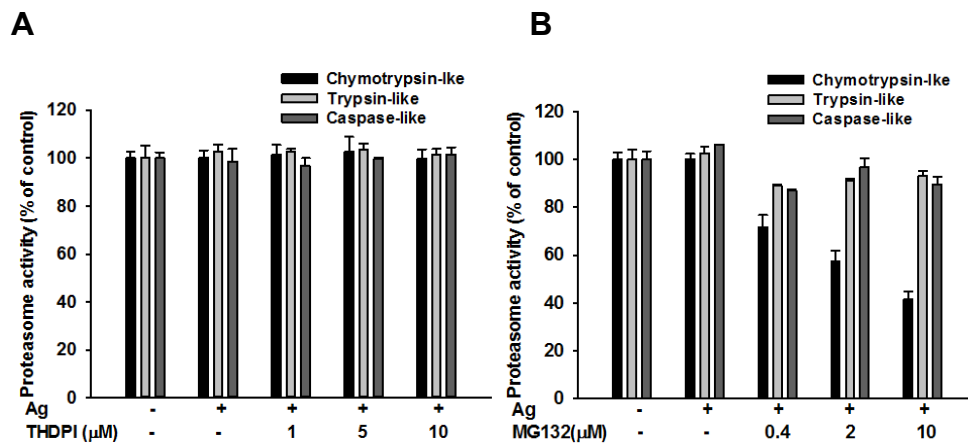 A
Chymotrypsin-lke
Trypsin-like
Caspase-like
Proteasome activity (% of control)
120
100
80
60
40
20
0
Ag - + + + +
THDPI (μM) - - 1 5 10
B
Chymotrypsin-lke
Trypsin-like
Caspase-like
Proteasome activity (% of control)
120
100
80
60
40
20
0
Ag - + + + +
MG132(μM) - - 0.4 2 10